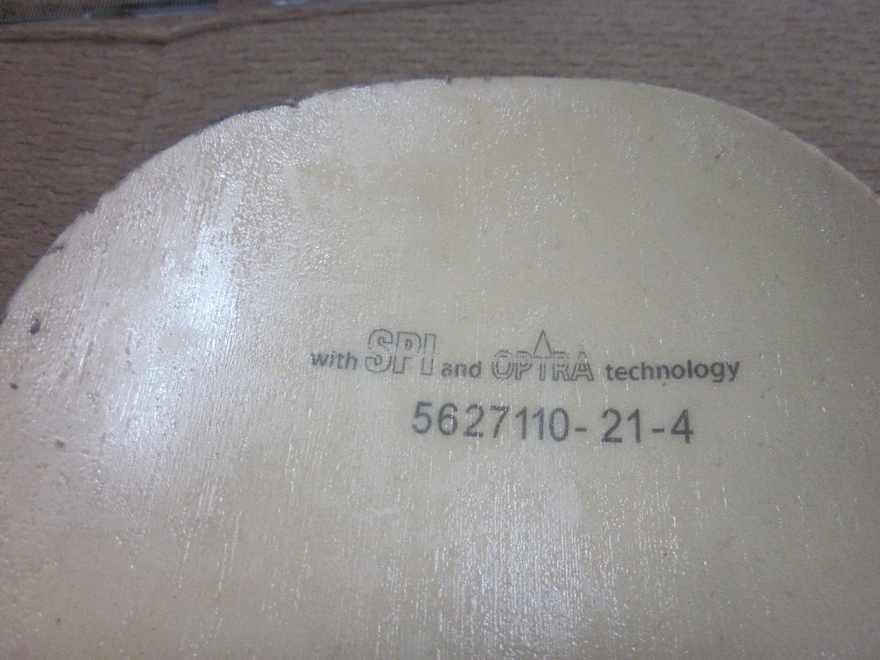 with SPI and OPTRA technology
5627110- 21-4